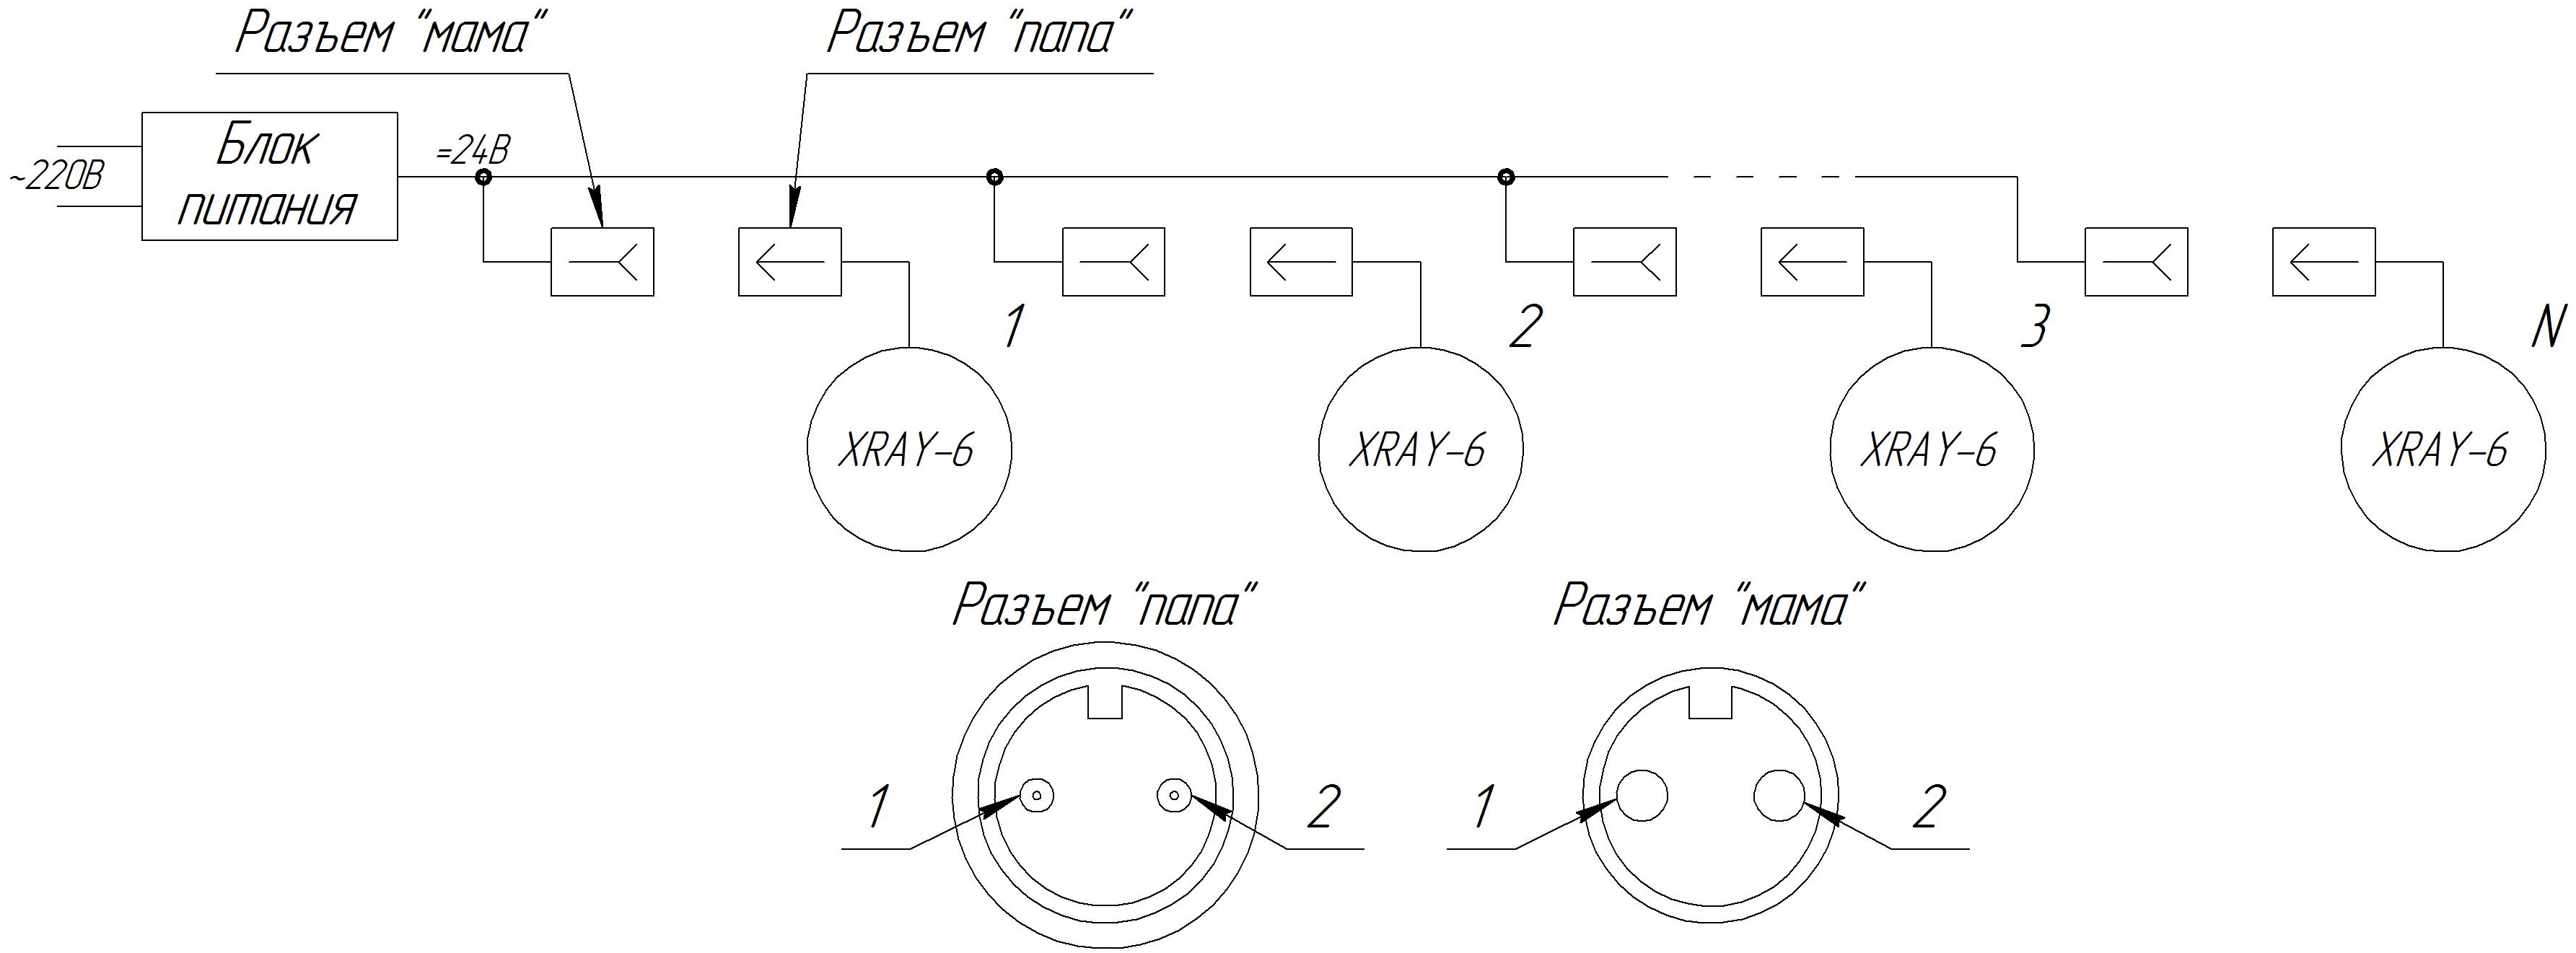 Разъем "мама"
Разъем "папа"
~220В
Блок
питания
=24В
1
2
3
N
XRAY-6
XRAY-6
XRAY-6
XRAY-6
Разъем "папа"
Разъем "мама"
1
2
1
2